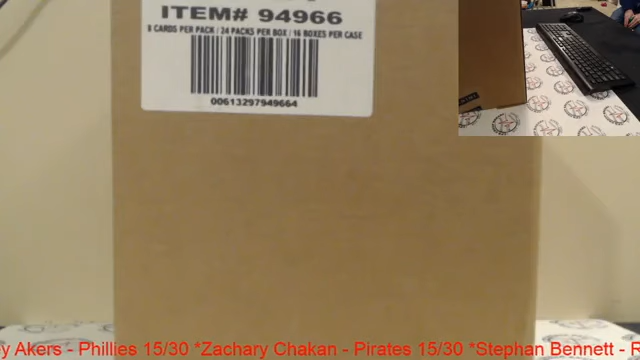 ITEM# 94966
8 CARDS PER PACK / 24 PACKS PER BOX / 16 BOXES PER CASE
00613297949664
y Akers - Phillies 15/30 *Zachary Chakan - Pirates 15/30 *Stephan Bennett - R